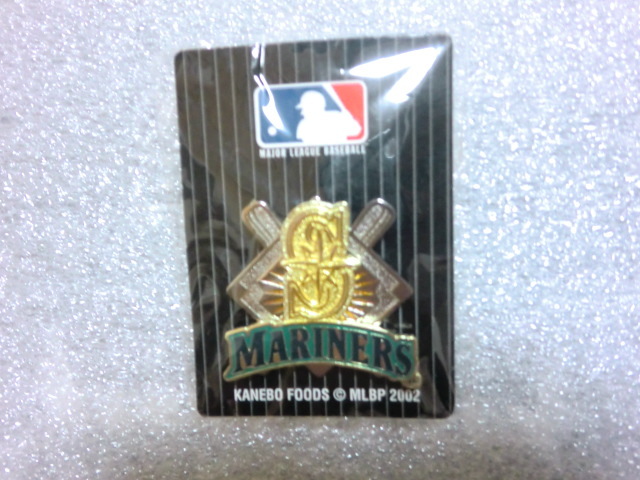 MAJOR LEAGUE BASEBALL
S
MARINERS
KANEBO FOODS © MLBP 2002